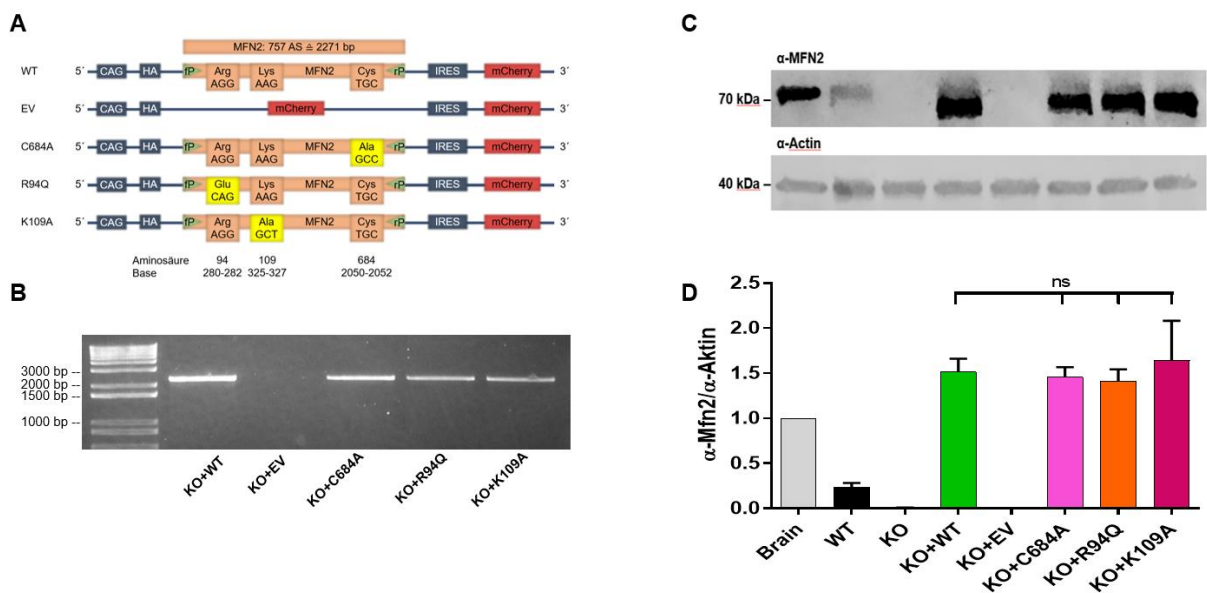 A
MFN2: 757 AS ≙ 2271 bp
WT 5´ CAG HA fP Arg AGG Lys AAG MFN2 Cys TGC rP IRES mCherry 3´
EV 5´ CAG HA mCherry IRES mCherry 3´
C684A 5´ CAG HA fP Arg AGG Lys AAG MFN2 Ala GCC rP IRES mCherry 3´
R94Q 5´ CAG HA fP Glu CAG Lys AAG MFN2 Cys TGC rP IRES mCherry 3´
K109A 5´ CAG HA fP Arg AGG Ala GCT MFN2 Cys TGC rP IRES mCherry 3´
Aminosäure 94 109 684
Base 280-282 325-327 2050-2052
B
3000 bp --
2000 bp --
1500 bp --
1000 bp --
KO+WT
KO+EV
KO+C684A
KO+R94Q
KO+K109A
C
α-MFN2
70 kDa
α-Actin
40 kDa
D
ns
α-Mfn2/α-Aktin
2.5
2.0
1.5
1.0
0.5
0.0
Brain
WT
KO
KO+WT
KO+EV
KO+C684A
KO+R94Q
KO+K109A